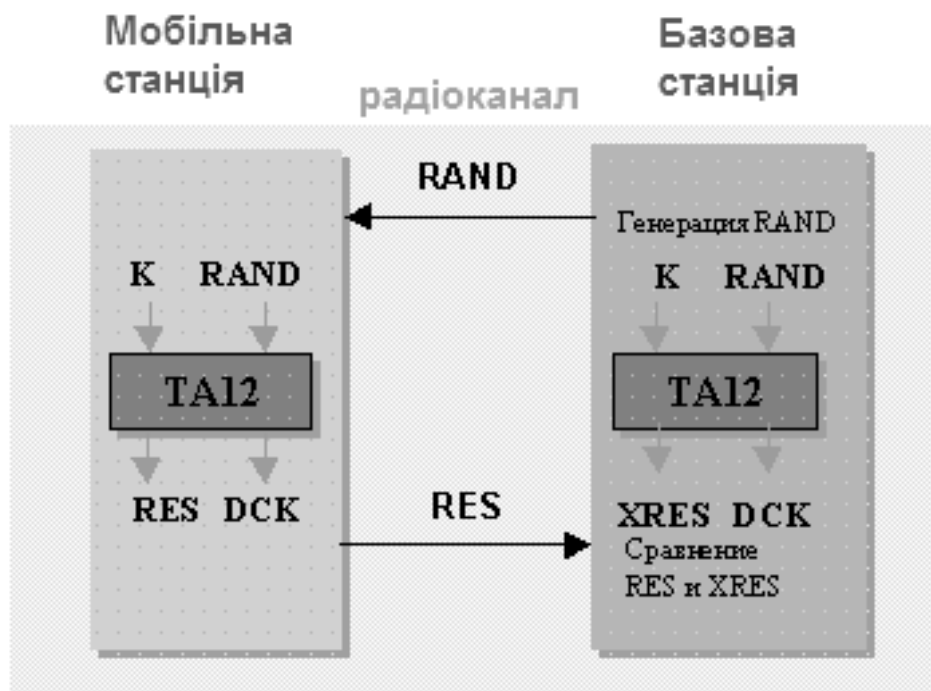 Мобільна
станція
радіоканал
Базова
станція
RAND
Генерация RAND
K RAND
K RAND
TA12
TA12
RES DCK
RES
XRES DCK
Сравнение
RES и XRES